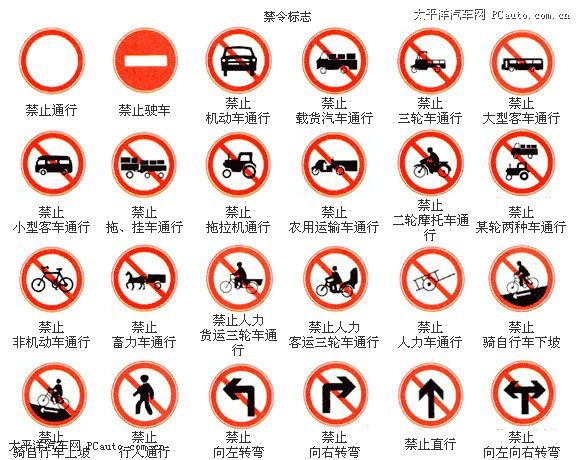 禁令标志
太平洋汽车网 PCauto.com.cn
禁止通行
禁止驶车
禁止
机动车通行
禁止
载货汽车通行
禁止
三轮车通行
禁止
大型客车通行
禁止
小型客车通行
禁止
拖、挂车通行
禁止
拖拉机通行
禁止
农用运输车通行
禁止
二轮摩托车通
行
禁止
某轮两种车通行
禁止
非机动车通行
禁止
畜力车通行
禁止人力
货运三轮车通
行
禁止人力
客运三轮车通行
禁止
人力车通行
禁止
骑自行车下坡
禁止
骑自行车上坡
禁止
行人通行
禁止
向左转弯
禁止
向右转弯
禁止直行
禁止
向左向右转弯
太平洋汽车网 PCauto.com.cn